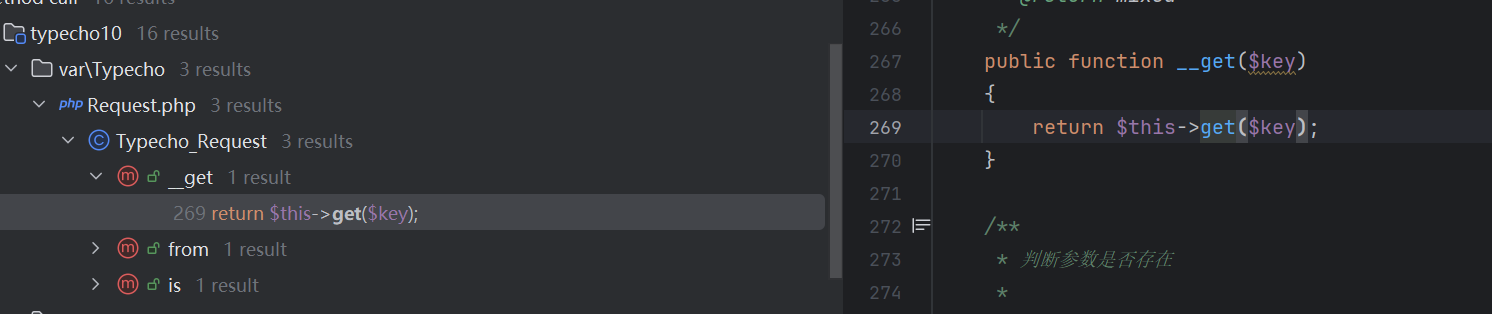 16 results
typecho10 16 results
var\Typecho 3 results
php Request.php 3 results
C Typecho_Request 3 results
m __get 1 result
269 return $this->get($key);
m from 1 result
m is 1 result
266 */
267 public function __get($key)
268 {
269 return $this->get($key);
270 }
271
272 /**
273 * 判断参数是否存在
274 *